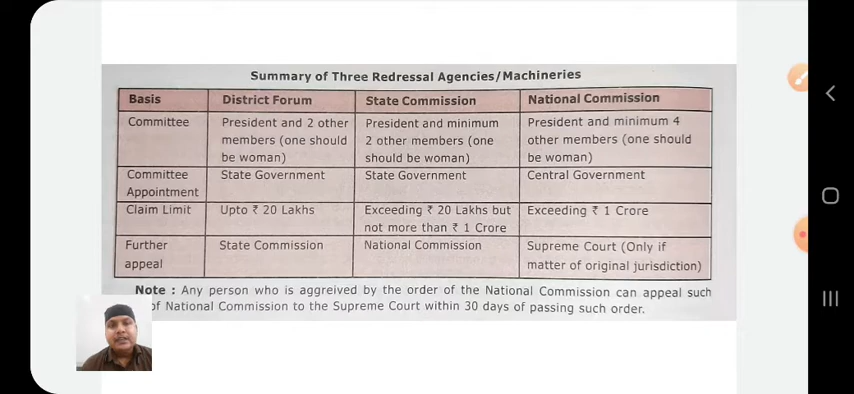 Summary of Three Redressal Agencies/Machineries
Basis District Forum State Commission National Commission
Committee President and 2 other members (one should be woman) President and minimum 2 other members (one should be woman) President and minimum 4 other members (one should be woman)
Committee Appointment State Government State Government Central Government
Claim Limit Upto ₹ 20 Lakhs Exceeding ₹ 20 Lakhs but not more than ₹ 1 Crore Exceeding ₹ 1 Crore
Further appeal State Commission National Commission Supreme Court (Only if matter of original jurisdiction)
Note : Any person who is aggreived by the order of the National Commission can appeal such
of National Commission to the Supreme Court within 30 days of passing such order.